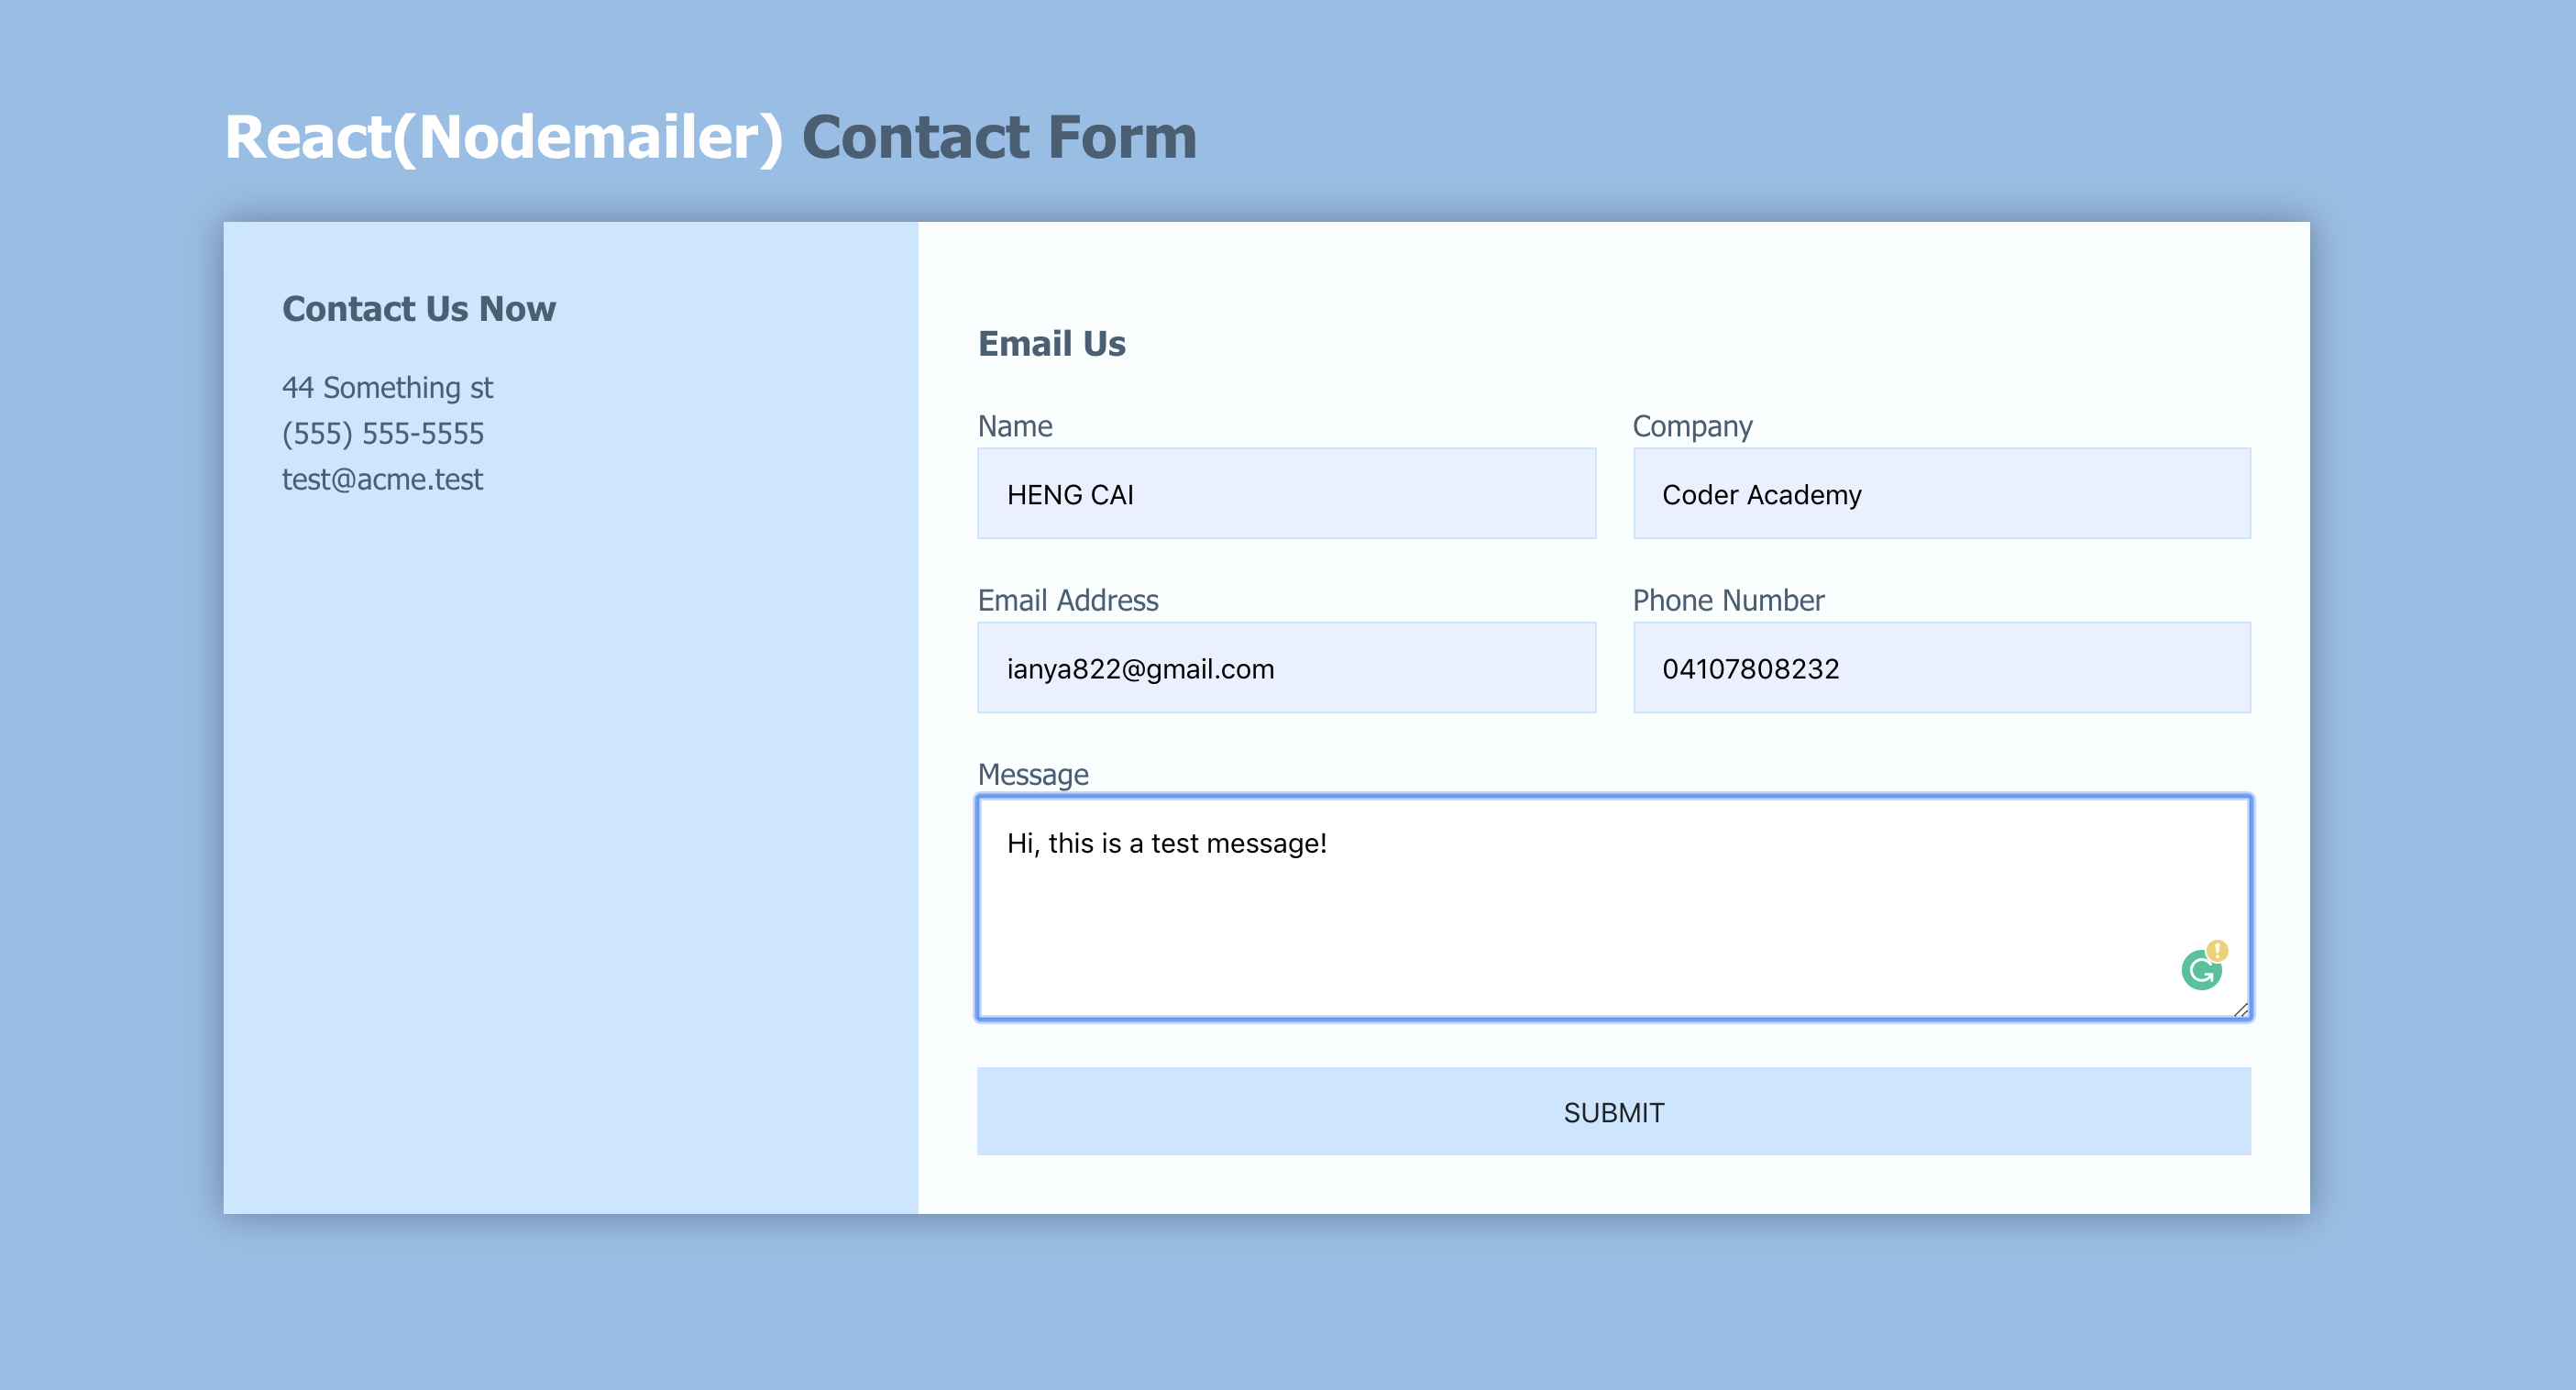 React(Nodemailer) Contact Form
Contact Us Now
44 Something st
(555) 555-5555
test@acme.test
Email Us
Name
Company
HENG CAI
Coder Academy
Email Address
Phone Number
ianya822@gmail.com
04107808232
Message
Hi, this is a test message!
SUBMIT